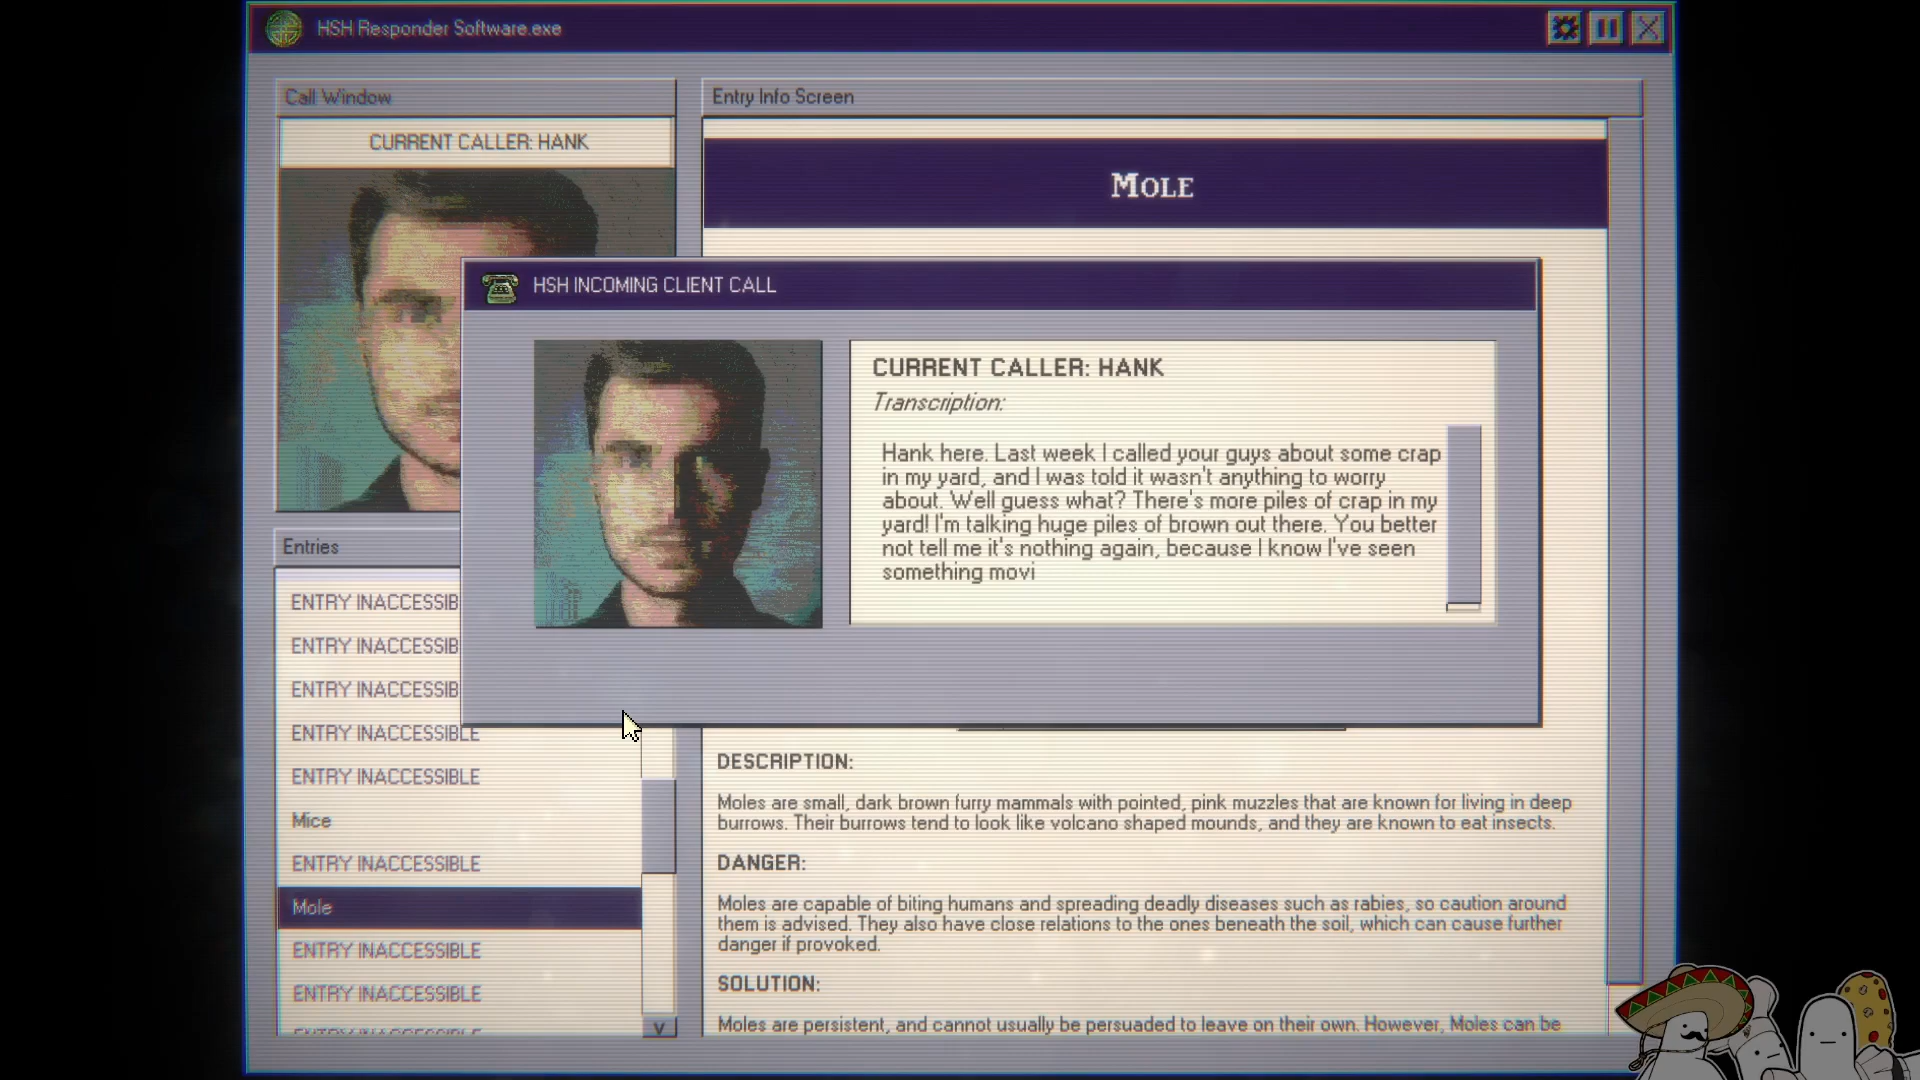 HSH Responder Software.exe
Call Window
CURRENT CALLER: HANK
Entry Info Screen
MOLE
HSH INCOMING CLIENT CALL
CURRENT CALLER: HANK
Transcription:
Hank here. Last week I called your guys about some crap
in my yard, and I was told it wasn't anything to worry
about. Well guess what? There's more piles of crap in my
yard! I'm talking huge piles of brown out there. You better
not tell me it's nothing again, because I know I've seen
something movi
Entries
ENTRY INACCESSIB
ENTRY INACCESSIB
ENTRY INACCESSIB
ENTRY INACCESSIBLE
ENTRY INACCESSIBLE
Mice
ENTRY INACCESSIBLE
Mole
ENTRY INACCESSIBLE
ENTRY INACCESSIBLE
ENTRY INACCESSIBLE
DESCRIPTION:
Moles are small, dark brown furry mammals with pointed, pink muzzles that are known for living in deep
burrows. Their burrows tend to look like volcano shaped mounds, and they are known to eat insects.
DANGER:
Moles are capable of biting humans and spreading deadly diseases such as rabies, so caution around
them is advised. They also have close relations to the ones beneath the soil, which can cause further
danger if provoked.
SOLUTION:
Moles are persistent, and cannot usually be persuaded to leave on their own. However, Moles can be